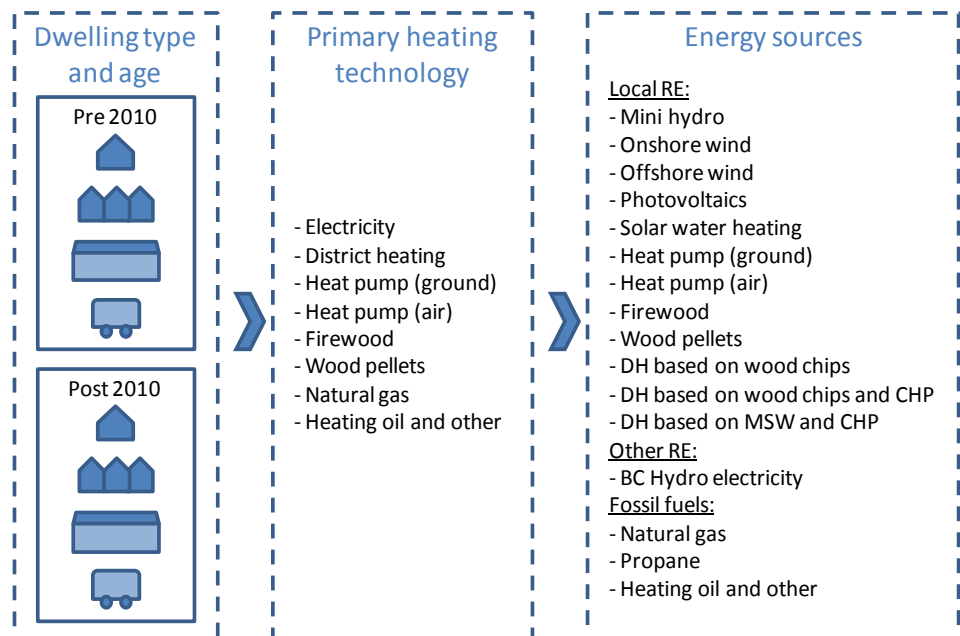 Dwelling type
and age
Pre 2010
Post 2010
Primary heating
technology
- Electricity
- District heating
- Heat pump (ground)
- Heat pump (air)
- Firewood
- Wood pellets
- Natural gas
- Heating oil and other
Energy sources
Local RE:
- Mini hydro
- Onshore wind
- Offshore wind
- Photovoltaics
- Solar water heating
- Heat pump (ground)
- Heat pump (air)
- Firewood
- Wood pellets
- DH based on wood chips
- DH based on wood chips and CHP
- DH based on MSW and CHP
Other RE:
- BC Hydro electricity
Fossil fuels:
- Natural gas
- Propane
- Heating oil and other